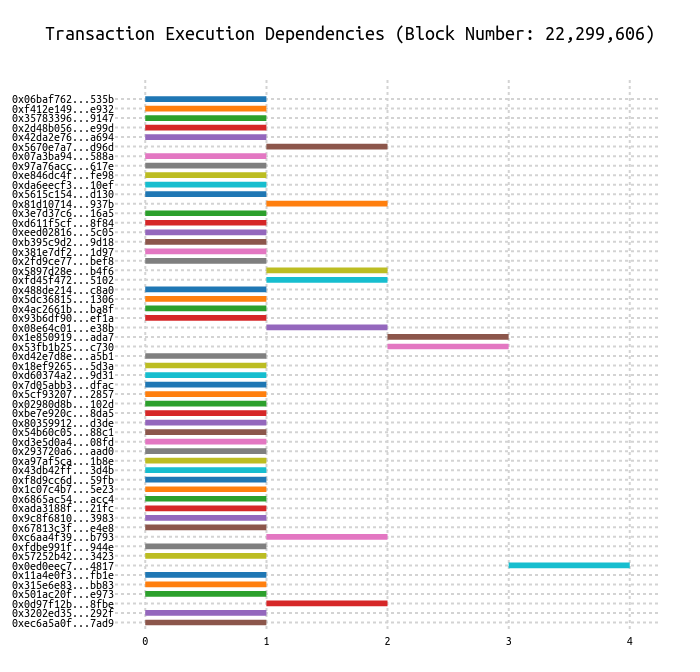 Transaction Execution Dependencies (Block Number: 22,299,606)
0x06baf762...535b
0xf412e149...e932
0x35783396...9147
0x2d48b056...e99d
0x42da2e76...a694
0x5670e7a7...d96d
0x07a3ba94...588a
0x97a76acc...617e
0xe846dc4f...fe98
0xda6eecf3...10ef
0x5615c154...d130
0x81d10714...937b
0x3e7d37c6...16a5
0xd611f5cf...8f84
0xeed02816...5c05
0xb395c9d2...9d18
0x381e7df2...1d97
0x2fd9ce77...bef8
0x5897d28e...b4f6
0xfd45f472...5102
0x488de214...c8a0
0x5dc36815...1306
0x4ac2661b...ba8f
0x93b6df90...ef1a
0x08e64c01...e38b
0x1e850919...ada7
0x53fb1b25...c730
0xd42e7d8e...a5b1
0x18ef9265...5d3a
0xd60374a2...9d31
0x7d05abb3...dfac
0x5cf93207...2857
0x02980d8b...102d
0xbe7e920c...8da5
0x80359912...d3de
0x54b60c05...88c1
0xd3e5d0a4...08fd
0x293720a6...aad0
0xa97af5ca...1b8e
0x43db42ff...3d4b
0xf8d9cc6d...59fb
0x1c07c4b7...5e23
0x6865ac54...acc4
0xada3188f...21fc
0x9c8f6810...3983
0x67813c3f...e4e8
0xc6aa4f39...b793
0xfdbe991f...944e
0x57252b42...3423
0x0ed0eec7...4817
0x11a4e0f3...fb1e
0x315e6e83...bb83
0x501ac20f...e973
0x0d97f12b...8fbe
0x3202ed35...292f
0xec6a5a0f...7ad9
0 1 2 3 4